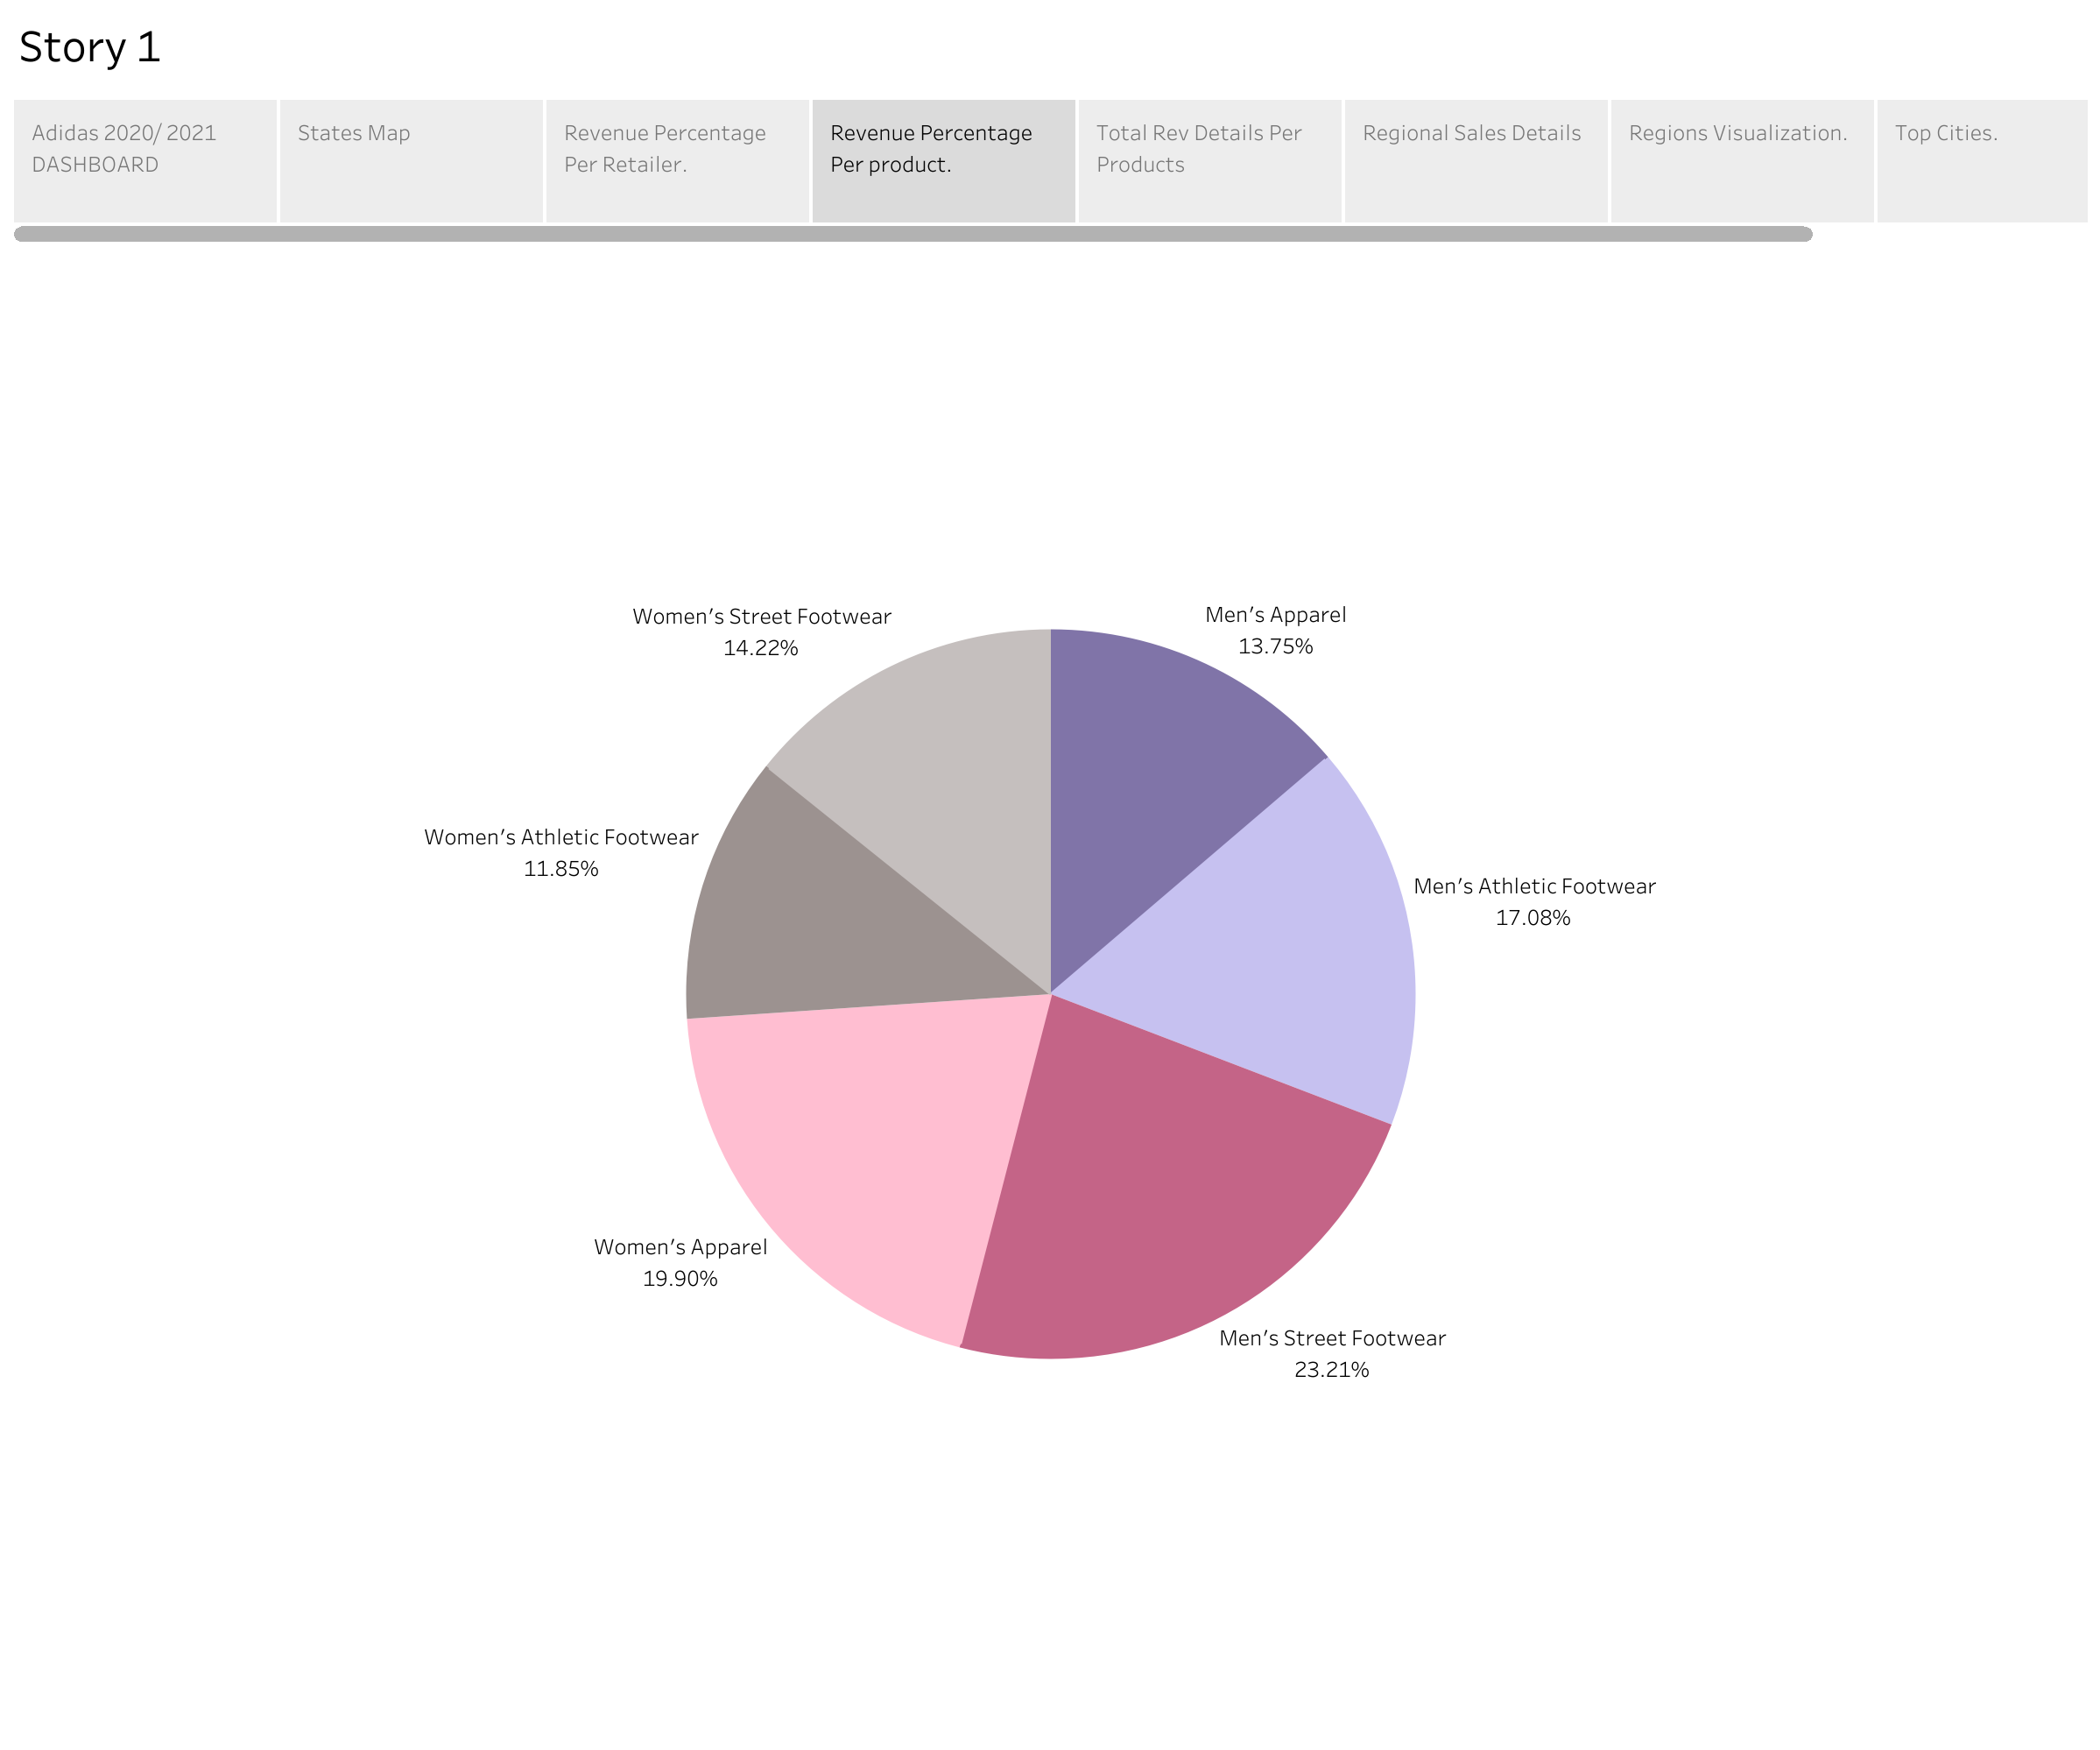 Story 1
Adidas 2020/ 2021
DASHBOARD
States Map
Revenue Percentage
Per Retailer.
Revenue Percentage
Per product.
Total Rev Details Per
Products
Regional Sales Details
Regions Visualization.
Top Cities.
Women's Street Footwear
14.22%
Men's Apparel
13.75%
Women's Athletic Footwear
11.85%
Men's Athletic Footwear
17.08%
Women's Apparel
19.90%
Men's Street Footwear
23.21%